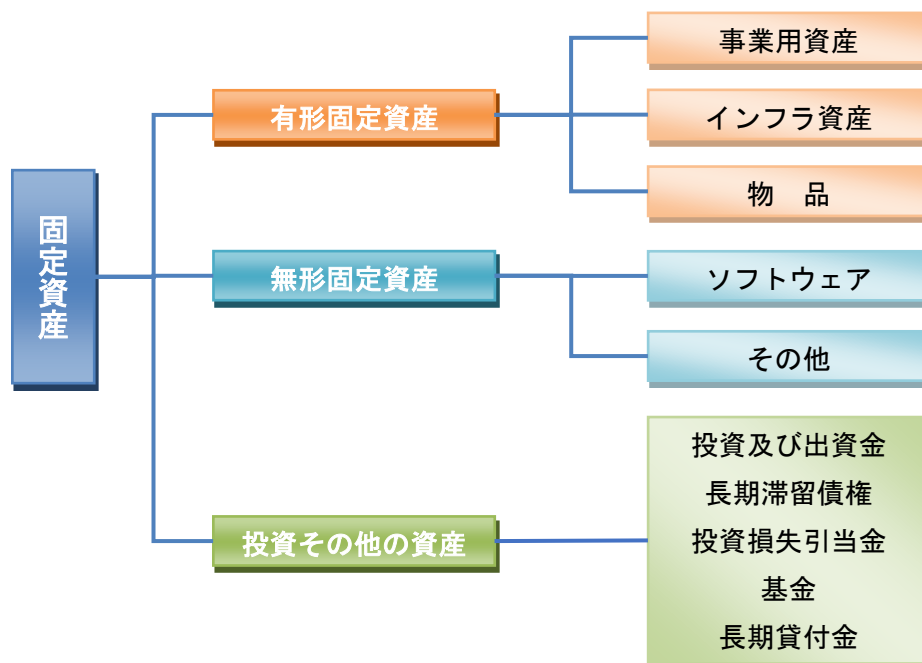 固定資産
有形固定資産
事業用資産
インフラ資産
物　品
無形固定資産
ソフトウェア
その他
投資その他の資産
投資及び出資金
長期滞留債権
投資損失引当金
基金
長期貸付金